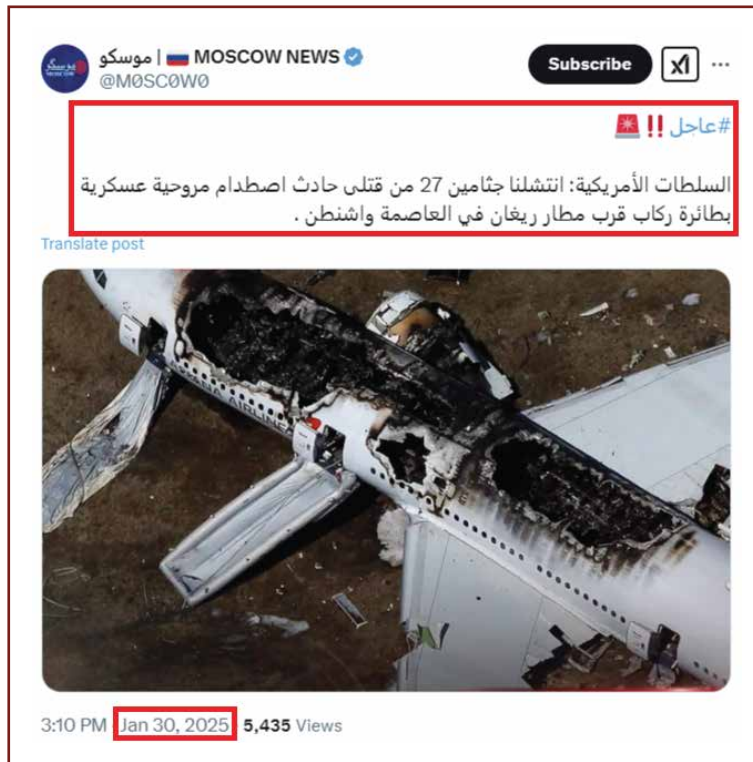 موسكو | MOSCOW NEWS
@M0SC0W0
Subscribe
#عاجل ‼️🚨
السلطات الأمريكية: انتشلنا جثامين 27 من قتلى حادث اصطدام مروحية عسكرية
بطائرة ركاب قرب مطار ريغان في العاصمة واشنطن .
Translate post
3:10 PM Jan 30, 2025 5,435 Views